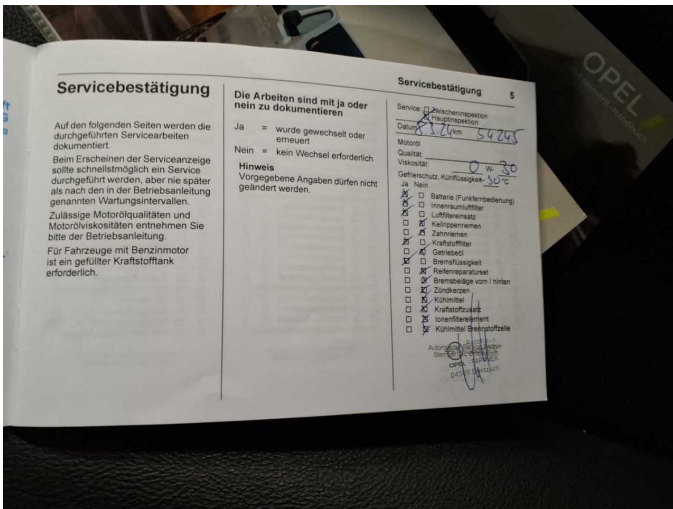 Servicebestätigung
Auf den folgenden Seiten werden die
durchgeführten Servicearbeiten
dokumentiert.
Beim Erscheinen der Serviceanzeige
sollte schnellstmöglich ein Service
durchgeführt werden, aber nie später
als nach den in der Betriebsanleitung
genannten Wartungsintervallen.
Zulässige Motorölqualitäten und
Motorölviskositäten entnehmen Sie
bitte der Betriebsanleitung.
Für Fahrzeuge mit Benzinmotor
ist ein gefüllter Kraftstofftank
erforderlich.
Die Arbeiten sind mit ja oder
nein zu dokumentieren
Ja = wurde gewechselt oder
erneuert
Nein = kein Wechsel erforderlich
Hinweis
Vorgegebene Angaben dürfen nicht
geändert werden.
Servicebestätigung 5
Service: Zwischeninspektion
Hauptinspektion
Datum km 54245
Motoröl
Qualität:
Viskosität: 0 W- 30
Gefrierschutz, Kühlflüssigkeit- 30 °C
Ja Nein
Batterie (Funkfernbedienung)
Innenraumluftfilter
Luftfiltereinsatz
Keilrippenriemen
Zahnriemen
Kraftstofffilter
Getriebeöl
Bremsflüssigkeit
Reifenreparaturset
Bremsbeläge vorn / hinten
Zündkerzen
Kühlmittel
Kraftstoffzusatz
Ionenfilterelement
Kühlmittel Brennstoffzelle
OPEL
OPEL